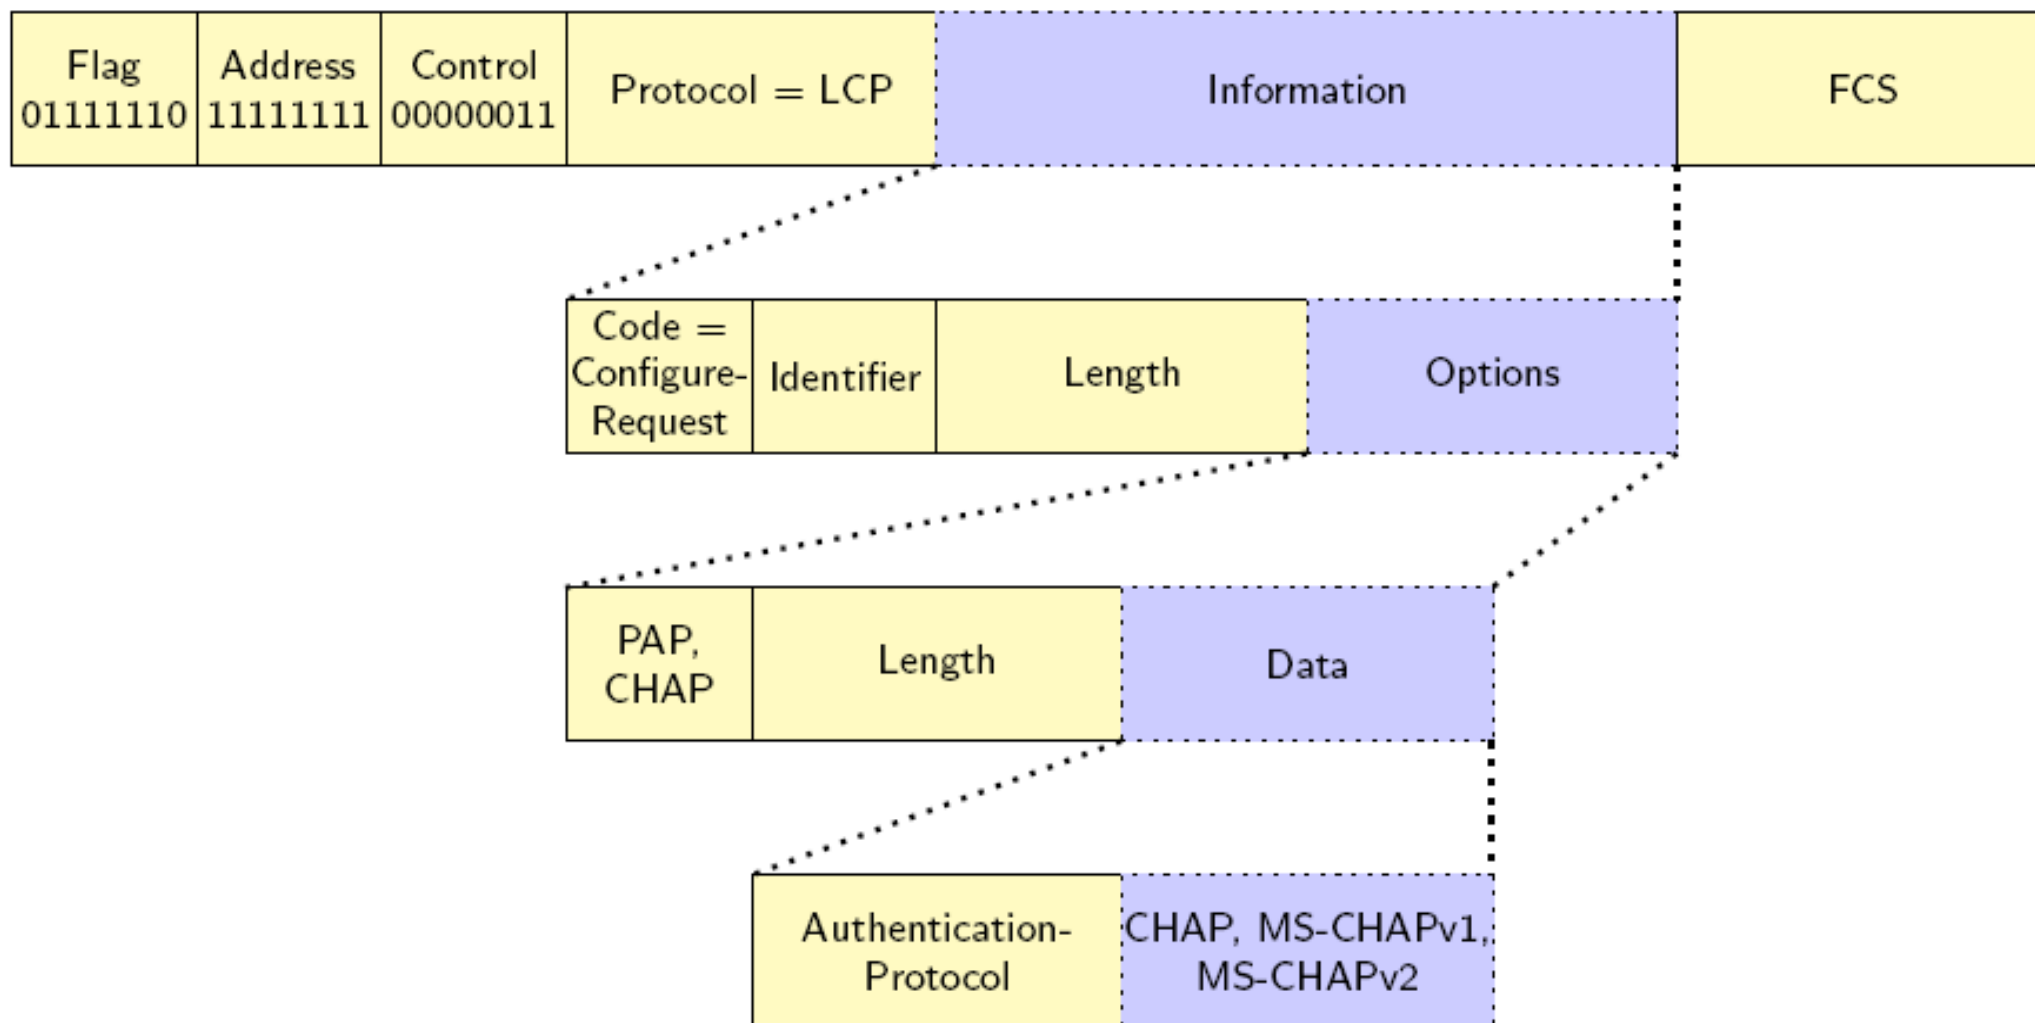 Flag
01111110
Address
11111111
Control
00000011
Protocol = LCP
Information
FCS
Code =
Configure-
Request
Identifier
Length
Options
PAP,
CHAP
Length
Data
Authentication-
Protocol
CHAP, MS-CHAPv1,
MS-CHAPv2